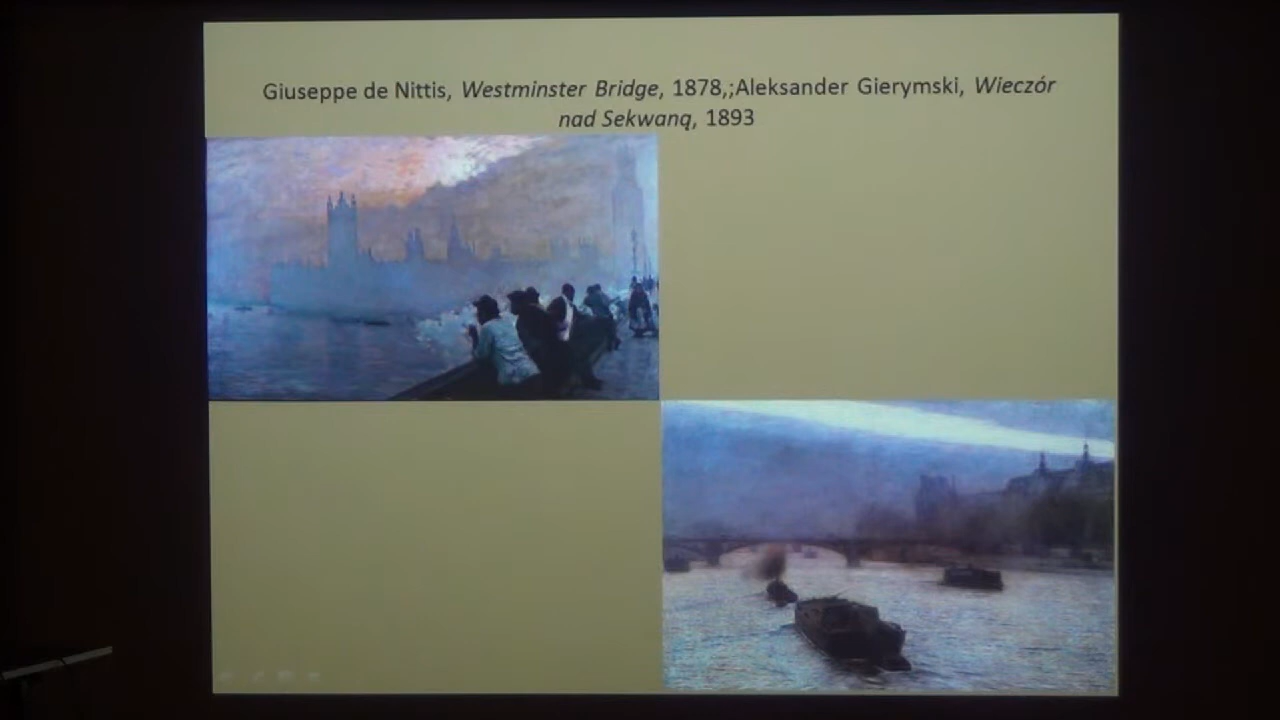 Giuseppe de Nittis, Westminster Bridge, 1878,;Aleksander Gierymski, Wieczór
nad Sekwaną, 1893